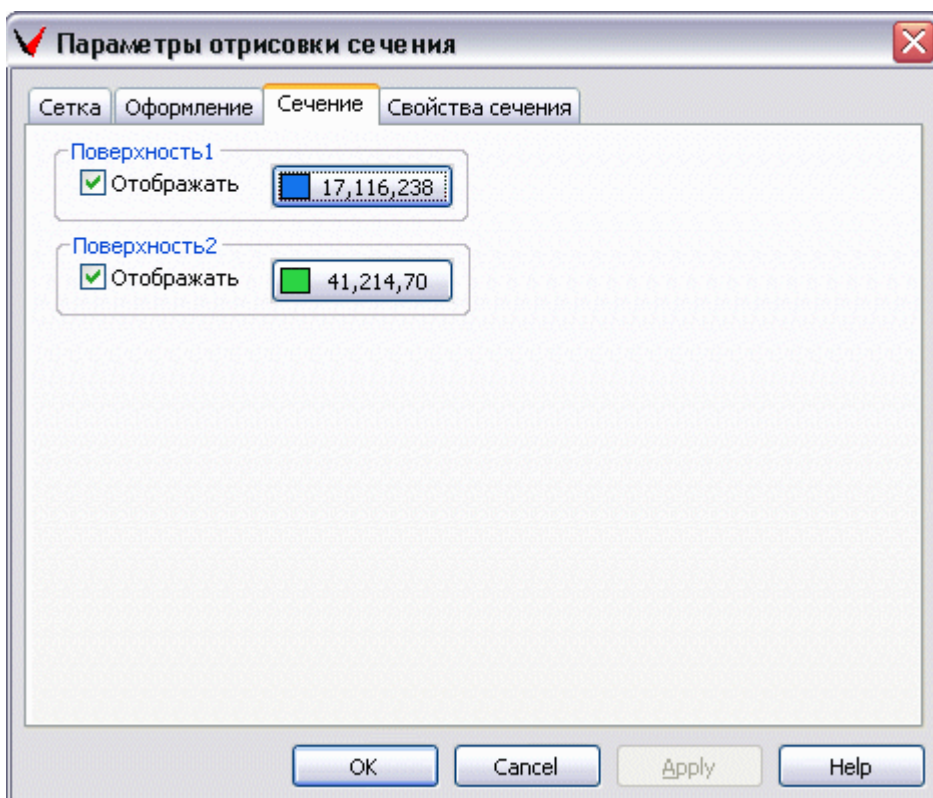 Параметры отрисовки сечения
Сетка Оформление Сечение Свойства сечения
Поверхность1
Отображать 17,116,238
Поверхность2
Отображать 41,214,70
OK Cancel Apply Help